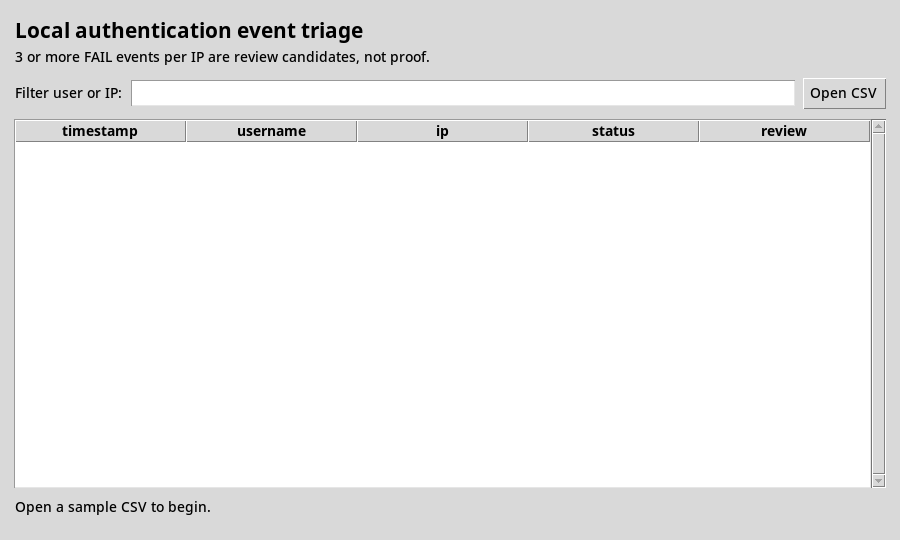 Local authentication event triage
3 or more FAIL events per IP are review candidates, not proof.
Filter user or IP: Open CSV
timestamp username ip status review
Open a sample CSV to begin.